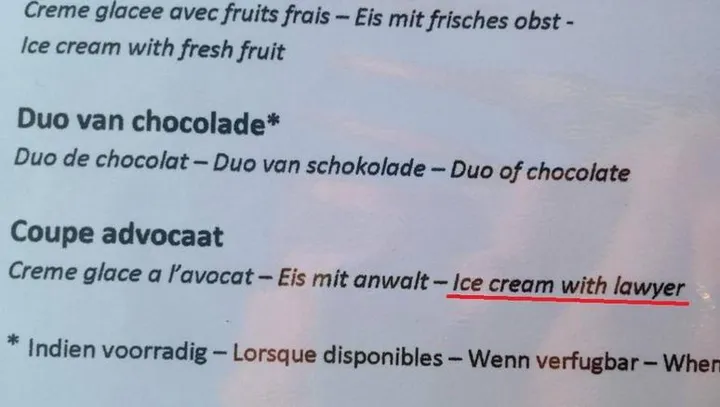 Creme glacee avec fruits frais – Eis mit frisches obst -
Ice cream with fresh fruit
Duo van chocolade*
Duo de chocolat – Duo van schokolade – Duo of chocolate
Coupe advocaat
Creme glace a l’avocat – Eis mit anwalt – Ice cream with lawyer
* Indien voorradig – Lorsque disponibles – Wenn verfugbar – When